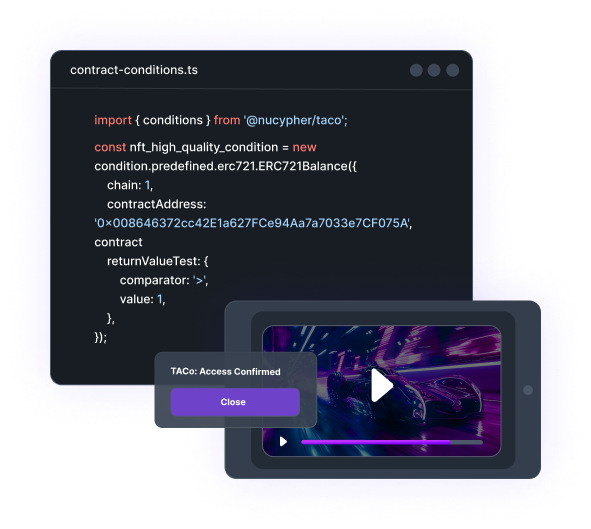 contract-conditions.ts
import { conditions } from '@nucypher/taco';
const nft_high_quality_condition = new
condition.predefined.erc721.ERC721Balance({
chain: 1,
contractAddress:
'0×008646372cc42E1a627FCe94Aa7a7033e7CF075A',
contract
returnValueTest: {
comparator: '>',
value: 1,
},
});
TACo: Access Confirmed
Close